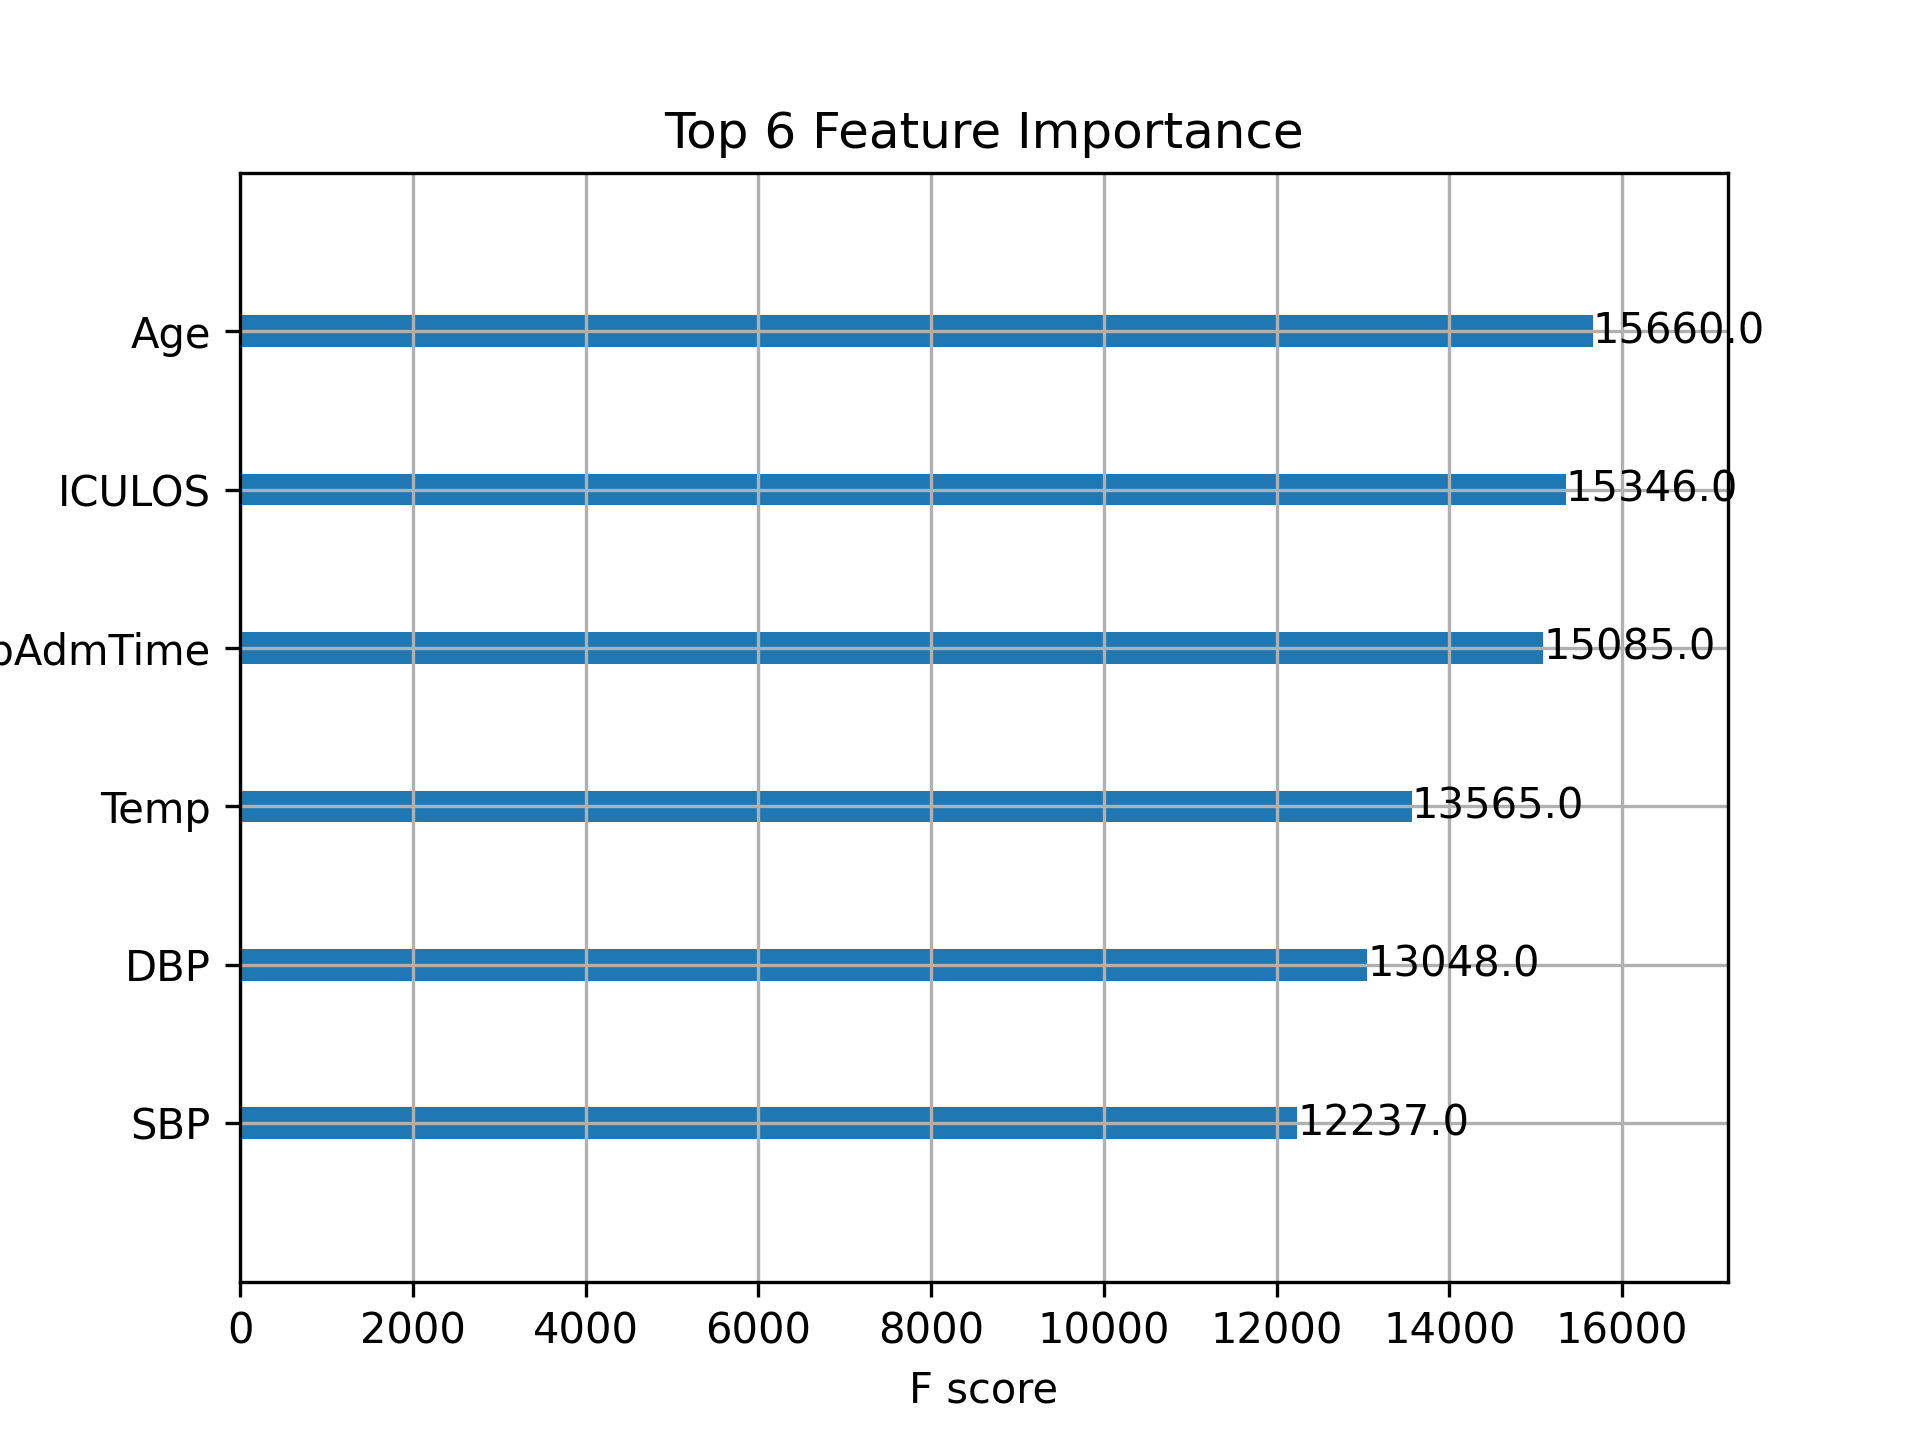 Top 6 Feature Importance
Age
15660.0
ICULOS
15346.0
pAdmTime
15085.0
Temp
13565.0
DBP
13048.0
SBP
12237.0
0 2000 4000 6000 8000 10000 12000 14000 16000
F score